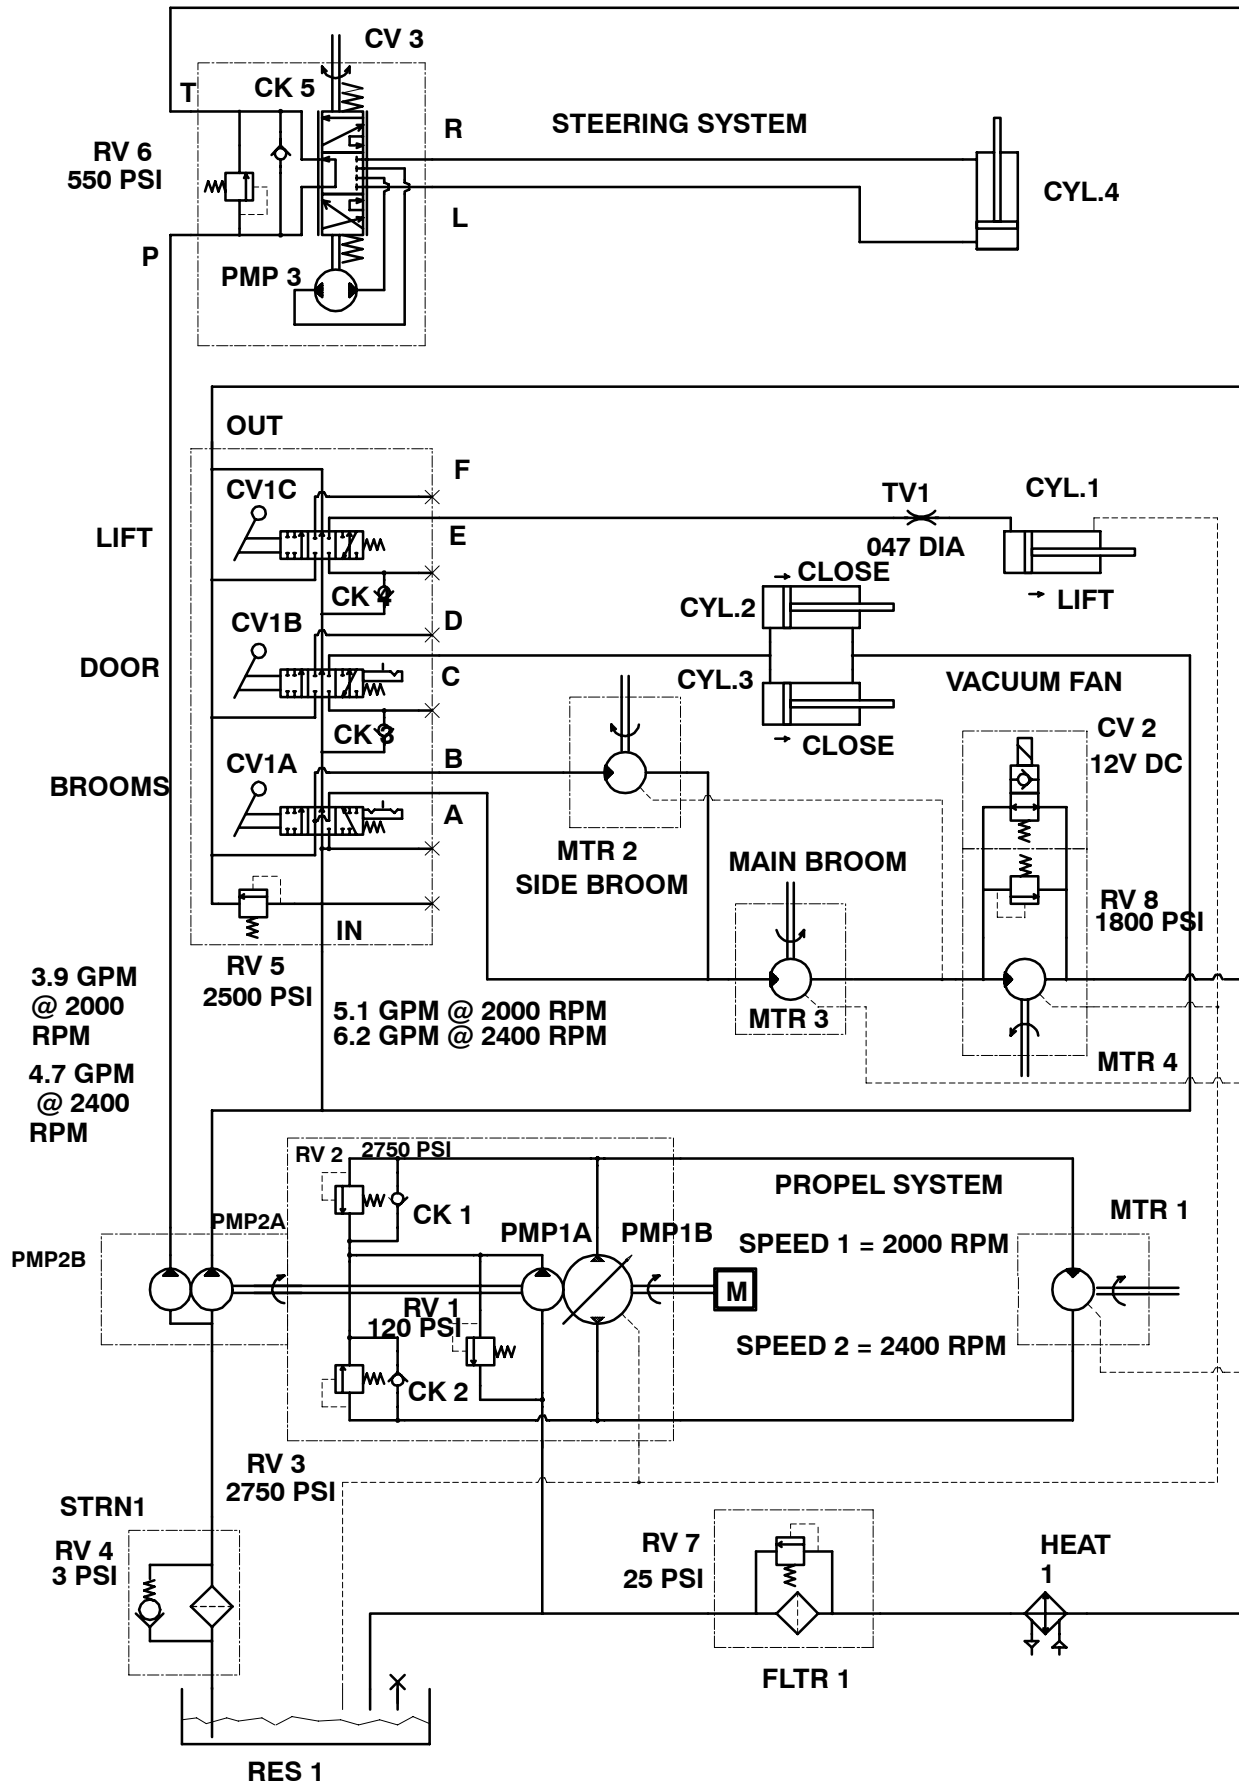 CV 3
T
CK 5
R
STEERING SYSTEM
RV 6
550 PSI
CYL.4
L
P
PMP 3
OUT
F
CV1C
TV1
CYL.1
LIFT
E
047 DIA
CLOSE
CK 4
CYL.2
LIFT
CV1B
D
DOOR
C
CYL.3
VACUUM FAN
CK 3
CLOSE
CV 2
12V DC
CV1A
B
BROOMS
A
MTR 2
SIDE BROOM
MAIN BROOM
RV 8
1800 PSI
IN
RV 5
2500 PSI
3.9 GPM
@ 2000
RPM
5.1 GPM @ 2000 RPM
6.2 GPM @ 2400 RPM
MTR 3
MTR 4
4.7 GPM
@ 2400
RPM
RV 2
2750 PSI
PROPEL SYSTEM
CK 1
MTR 1
PMP2A
PMP1A
PMP1B
SPEED 1 = 2000 RPM
PMP2B
M
RV 1
120 PSI
SPEED 2 = 2400 RPM
CK 2
RV 3
2750 PSI
STRN1
RV 4
3 PSI
RV 7
25 PSI
HEAT
1
FLTR 1
RES 1